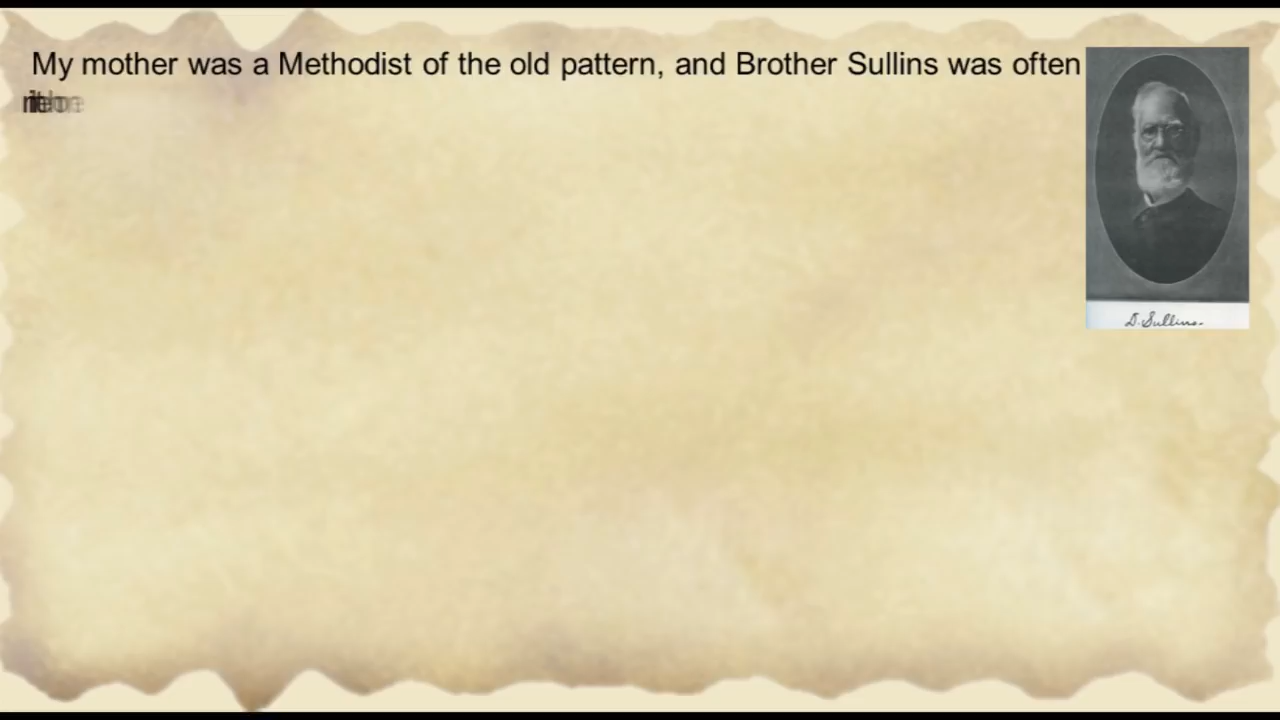 My mother was a Methodist of the old pattern, and Brother Sullins was often
D. Sullins.